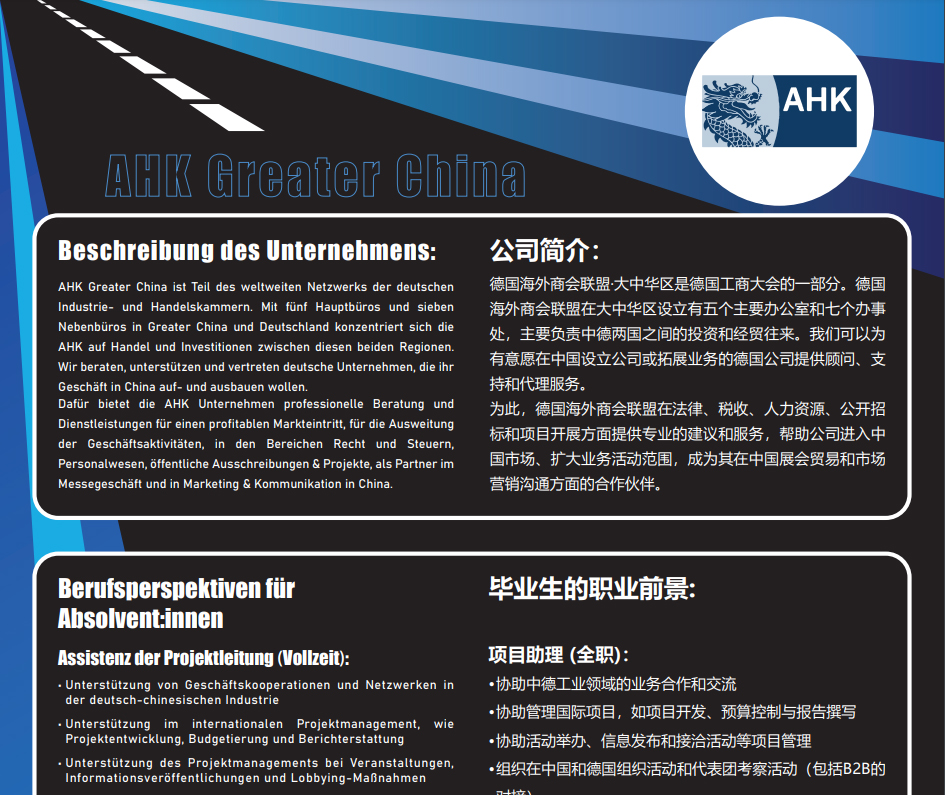 AHK
AHK Greater China
Beschreibung des Unternehmens:
AHK Greater China ist Teil des weltweiten Netzwerks der deutschen
Industrie- und Handelskammern. Mit fünf Hauptbüros und sieben
Nebenbüros in Greater China und Deutschland konzentriert sich die
AHK auf Handel und Investitionen zwischen diesen beiden Regionen.
Wir beraten, unterstützen und vertreten deutsche Unternehmen, die ihr
Geschäft in China auf- und ausbauen wollen.
Dafür bietet die AHK Unternehmen professionelle Beratung und
Dienstleistungen für einen profitablen Markteintritt, für die Ausweitung
der Geschäftsaktivitäten, in den Bereichen Recht und Steuern,
Personalwesen, öffentliche Ausschreibungen & Projekte, als Partner im
Messegeschäft und in Marketing & Kommunikation in China.
公司简介：
德国海外商会联盟·大中华区是德国工商大会的一部分。德国
海外商会联盟在大中华区设立有五个主要办公室和七个办事
处，主要负责中德两国之间的投资和经贸往来。我们可以为
有意愿在中国设立公司或拓展业务的德国公司提供顾问、支
持和代理服务。
为此，德国海外商会联盟在法律、税收、人力资源、公开招
标和项目开展方面提供专业的建议和服务，帮助公司进入中
国市场、扩大业务活动范围，成为其在中国展会贸易和市场
营销沟通方面的合作伙伴。
Berufsperspektiven für
Absolvent:innen
Assistenz der Projektleitung (Vollzeit):
· Unterstützung von Geschäftskooperationen und Netzwerken in
der deutsch-chinesischen Industrie
· Unterstützung im internationalen Projektmanagement, wie
Projektentwicklung, Budgetierung und Berichterstattung
· Unterstützung des Projektmanagements bei Veranstaltungen,
Informationsveröffentlichungen und Lobbying-Maßnahmen
毕业生的职业前景:
项目助理 (全职)：
•协助中德工业领域的业务合作和交流
•协助管理国际项目，如项目开发、预算控制与报告撰写
•协助活动举办、信息发布和接洽活动等项目管理
•组织在中国和德国组织活动和代表团考察活动（包括B2B的